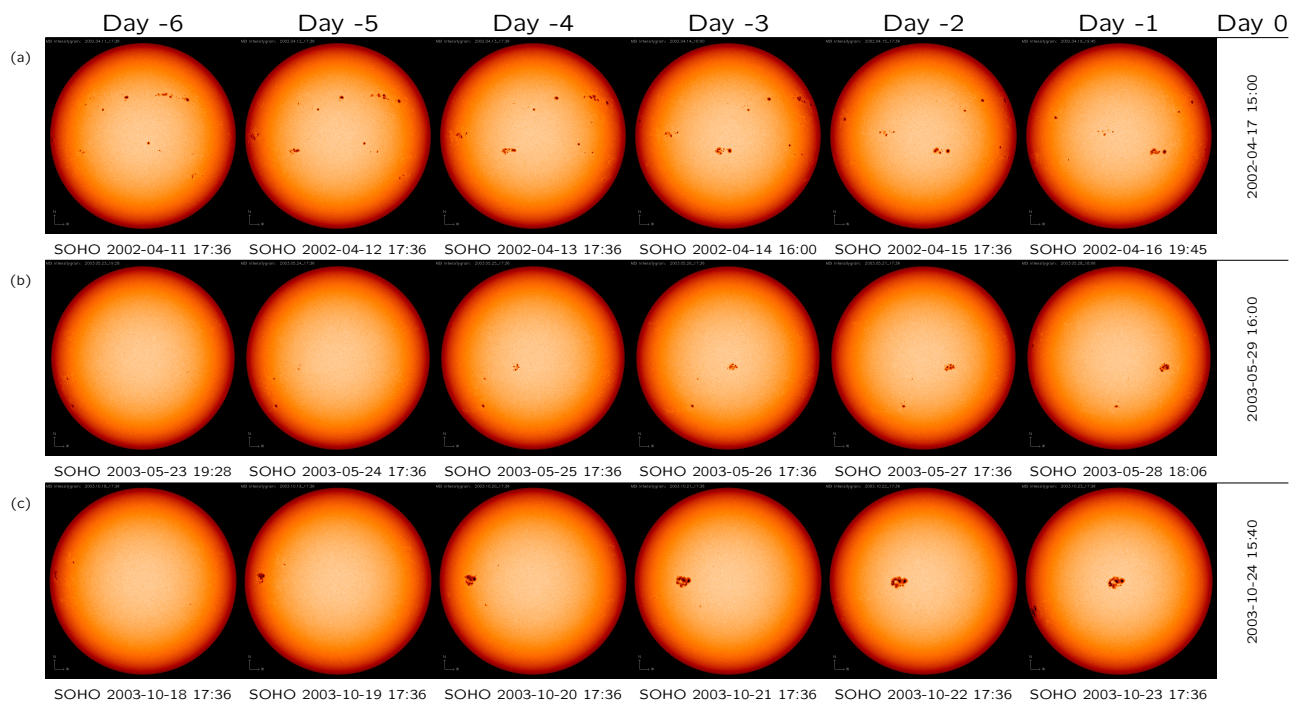 Day -6 Day -5 Day -4 Day -3 Day -2 Day -1 Day 0
(a)
2002-04-17 15:00
SOHO 2002-04-11 17:36 SOHO 2002-04-12 17:36 SOHO 2002-04-13 17:36 SOHO 2002-04-14 16:00 SOHO 2002-04-15 17:36 SOHO 2002-04-16 19:45
(b)
2003-05-29 16:00
SOHO 2003-05-23 19:28 SOHO 2003-05-24 17:36 SOHO 2003-05-25 17:36 SOHO 2003-05-26 17:36 SOHO 2003-05-27 17:36 SOHO 2003-05-28 18:06
(c)
2003-10-24 15:40
SOHO 2003-10-18 17:36 SOHO 2003-10-19 17:36 SOHO 2003-10-20 17:36 SOHO 2003-10-21 17:36 SOHO 2003-10-22 17:36 SOHO 2003-10-23 17:36